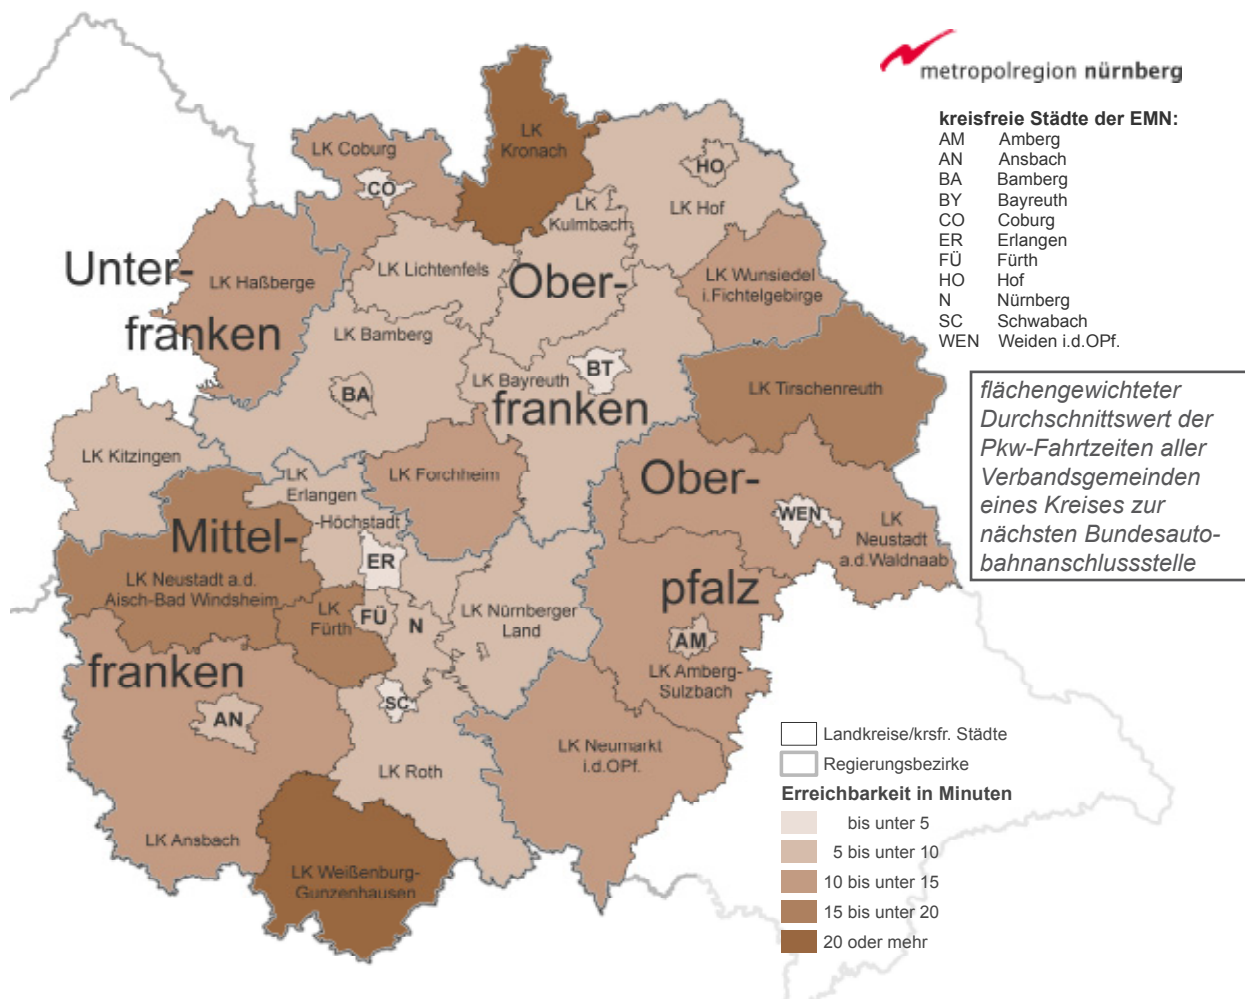 metropolregion nürnberg
kreisfreie Städte der EMN:
AM Amberg
AN Ansbach
BA Bamberg
BY Bayreuth
CO Coburg
ER Erlangen
FÜ Fürth
HO Hof
N Nürnberg
SC Schwabach
WEN Weiden i.d.OPf.
flächengewichteter
Durchschnittswert der
Pkw-Fahrtzeiten aller
Verbandsgemeinden
eines Kreises zur
nächsten Bundesauto-
bahnanschlussstelle
LK
Kronach
LK Coburg
CO
HO
LK Hof
LK
Kulmbach
Unter-
franken
LK Haßberge
LK Lichtenfels
Ober-
franken
LK Wunsiedel
i.Fichtelgebirge
LK Bamberg
BA
LK Bayreuth
BT
LK Tirschenreuth
LK Kitzingen
LK
Erlangen
-Höchstadt
LK Forchheim
Ober-
pfalz
WEN
LK
Neustadt
a.d.Waldnaab
Mittel-
franken
ER
LK Neustadt a.d.
Aisch-Bad Windsheim
LK
Fürth
FÜ
N
LK Nürnberger
Land
AM
LK Amberg-
Sulzbach
AN
SC
LK Neumarkt
i.d.OPf.
LK Roth
LK Ansbach
LK Weißenburg-
Gunzenhausen
Landkreise/krsfr. Städte
Regierungsbezirke
Erreichbarkeit in Minuten
bis unter 5
5 bis unter 10
10 bis unter 15
15 bis unter 20
20 oder mehr